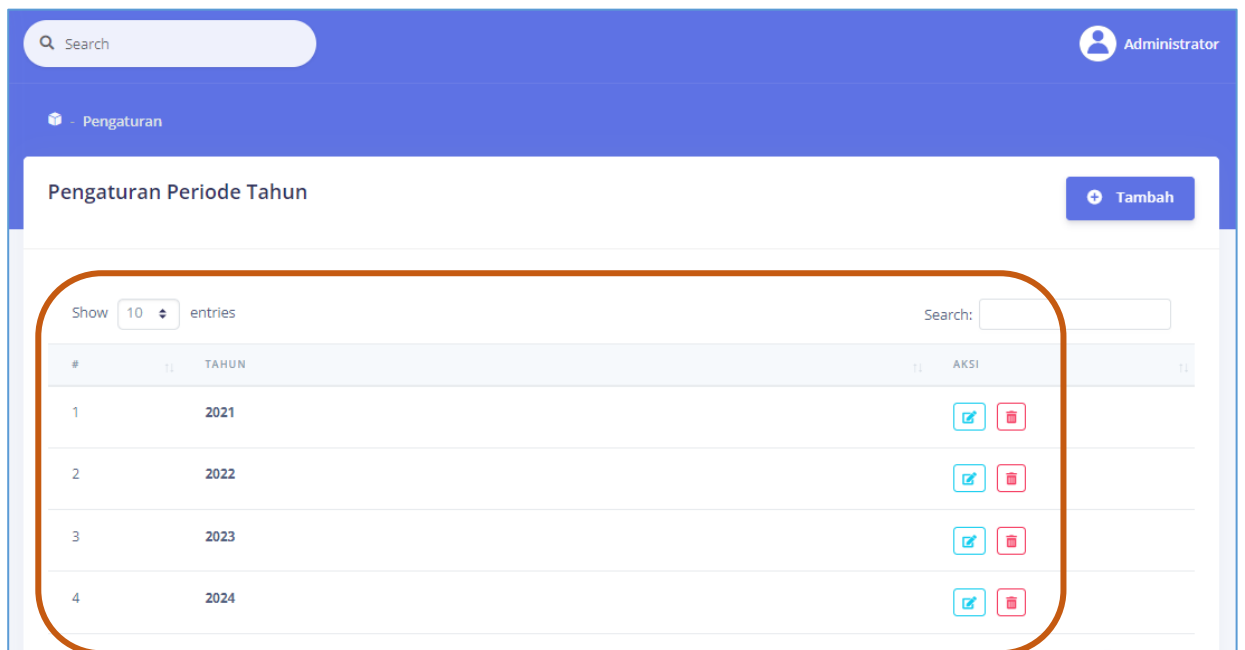 Search
Administrator
- Pengaturan
Pengaturan Periode Tahun
Tambah
Show 10 entries
Search:
# TAHUN AKSI
1 2021
2 2022
3 2023
4 2024